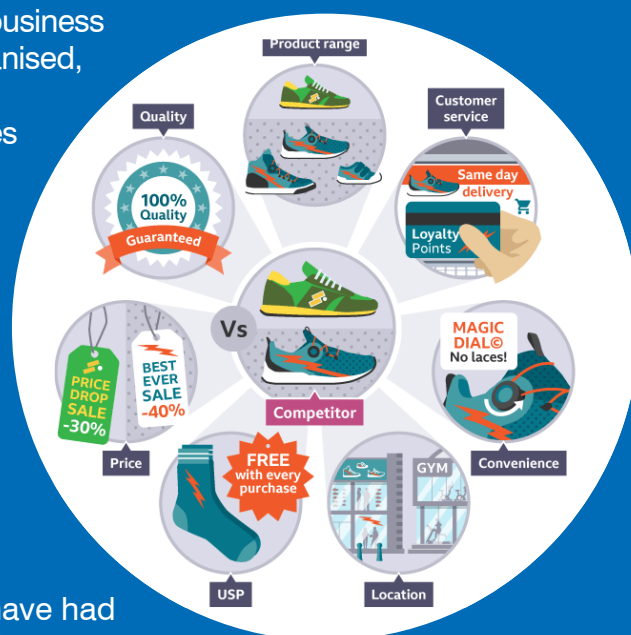 business
anised,
es
Product range
Quality
Customer
service
100%
Quality
Guaranteed
Same day
delivery
Loyalty
Points
Vs
MAGIC
DIAL©
No laces!
PRICE
DROP
SALE
-30%
BEST
EVER
SALE
-40%
Competitor
Price
FREE
with every
purchase
GYM
Convenience
USP
Location
have had